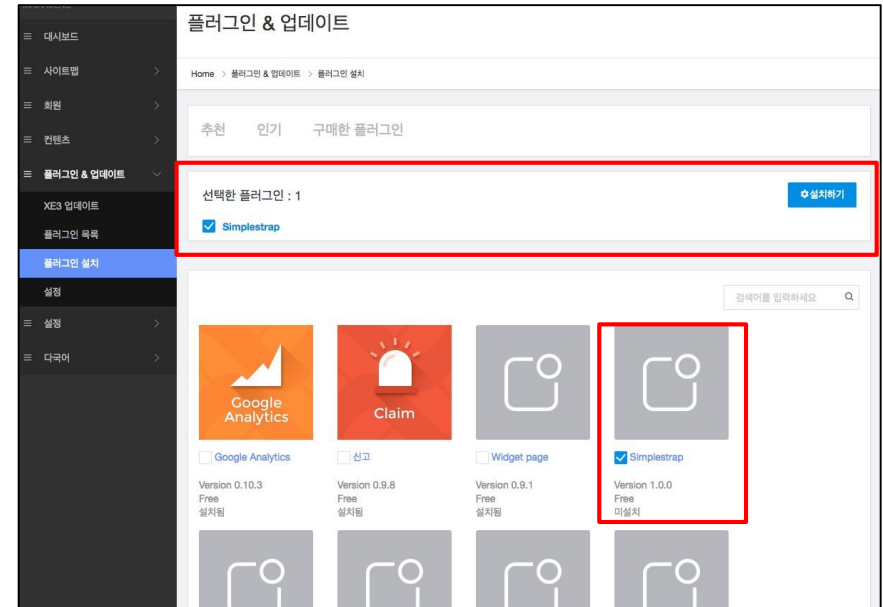 대시보드
사이트맵
회원
컨텐츠
플러그인 & 업데이트
XE3 업데이트
플러그인 목록
플러그인 설치
설정
설정
다국어
플러그인 & 업데이트
Home > 플러그인 & 업데이트 > 플러그인 설치
추천 인기 구매한 플러그인
선택한 플러그인 : 1
설치하기
Simplestrap
검색어를 입력하세요
Google
Analytics
Claim
Google Analytics
신고
Widget page
Simplestrap
Version 0.10.3
Version 0.9.8
Version 0.9.1
Version 1.0.0
Free
Free
Free
Free
설치됨
설치됨
설치됨
미설치